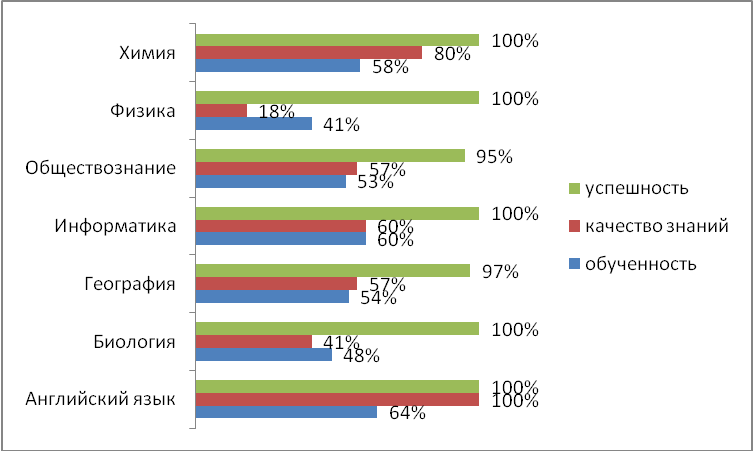 Химия
100%
80%
58%
Физика
100%
18%
41%
Обществознание
95%
57%
53%
Информатика
100%
60%
60%
География
97%
57%
54%
Биология
100%
41%
48%
Английский язык
100%
100%
64%
успешность
качество знаний
обученность